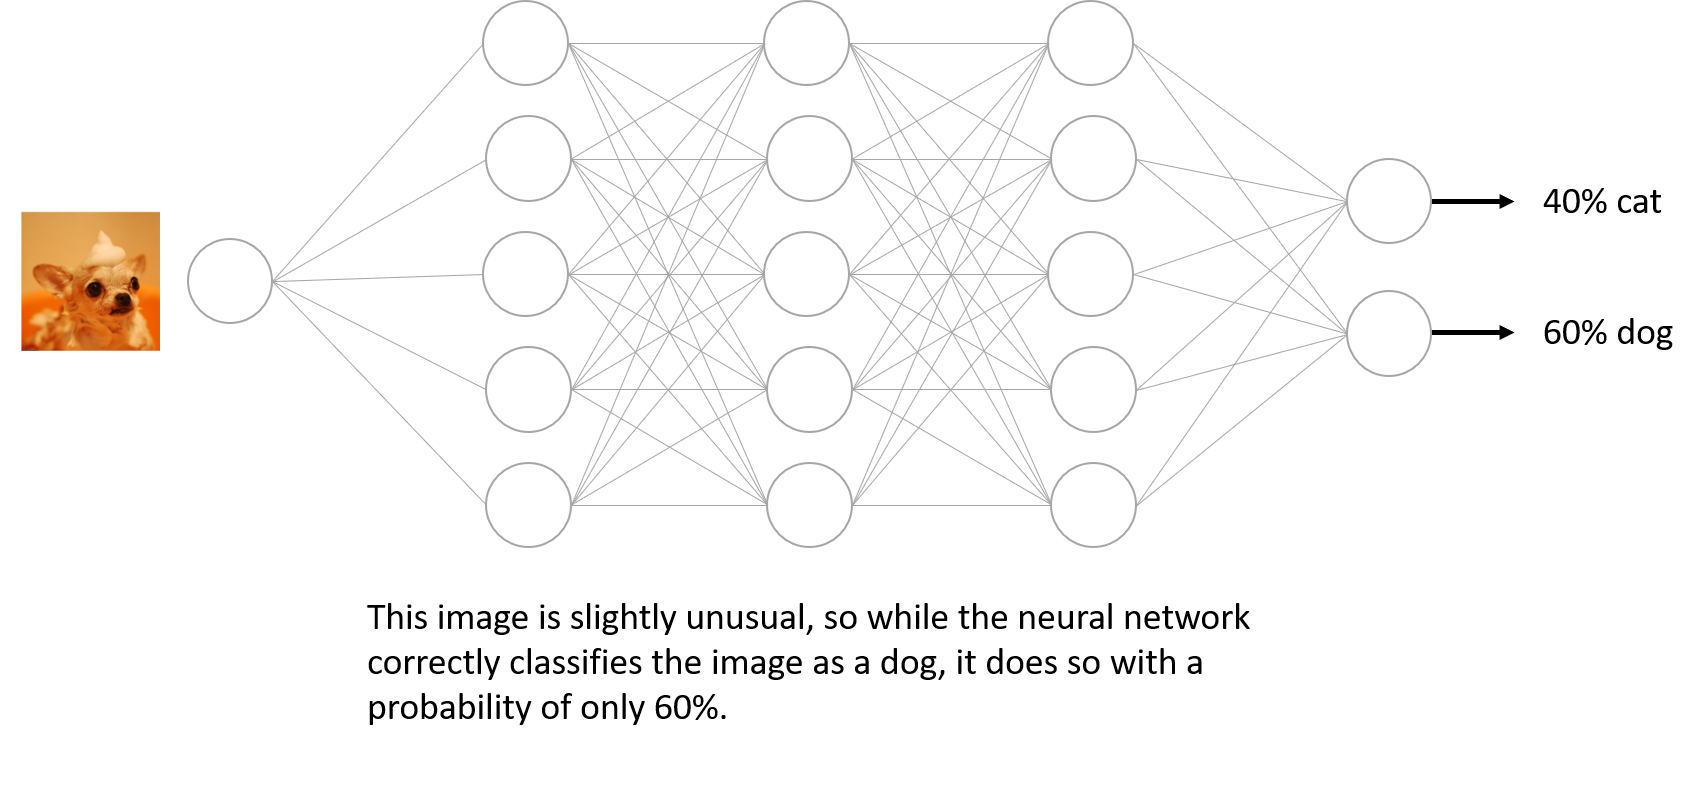 40% cat
60% dog
This image is slightly unusual, so while the neural network
correctly classifies the image as a dog, it does so with a
probability of only 60%.